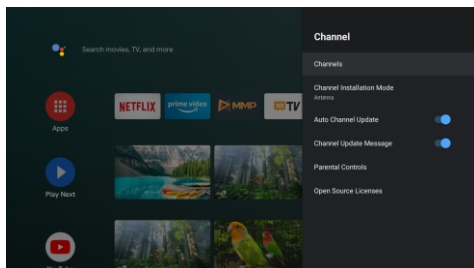 Search movies, TV, and more
Apps
NETFLIX
prime video
MMP
TV
Play Next
Channel
Channels
Channel Installation Mode
Antenna
Auto Channel Update
Channel Update Message
Parental Controls
Open Source Licenses